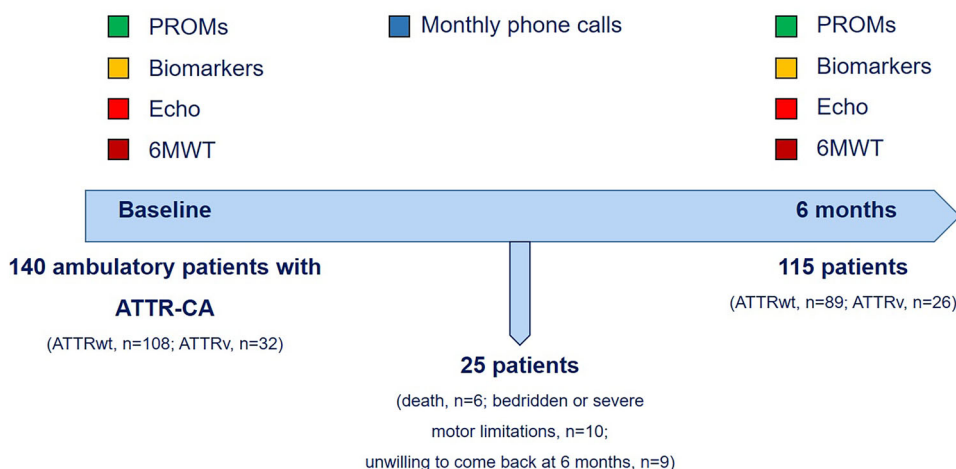 PROMs
Biomarkers
Echo
6MWT
Monthly phone calls
PROMs
Biomarkers
Echo
6MWT
Baseline
6 months
140 ambulatory patients with
ATTR-CA
(ATTRwt, n=108; ATTRv, n=32)
115 patients
(ATTRwt, n=89; ATTRv, n=26)
25 patients
(death, n=6; bedridden or severe
motor limitations, n=10;
unwilling to come back at 6 months, n=9)